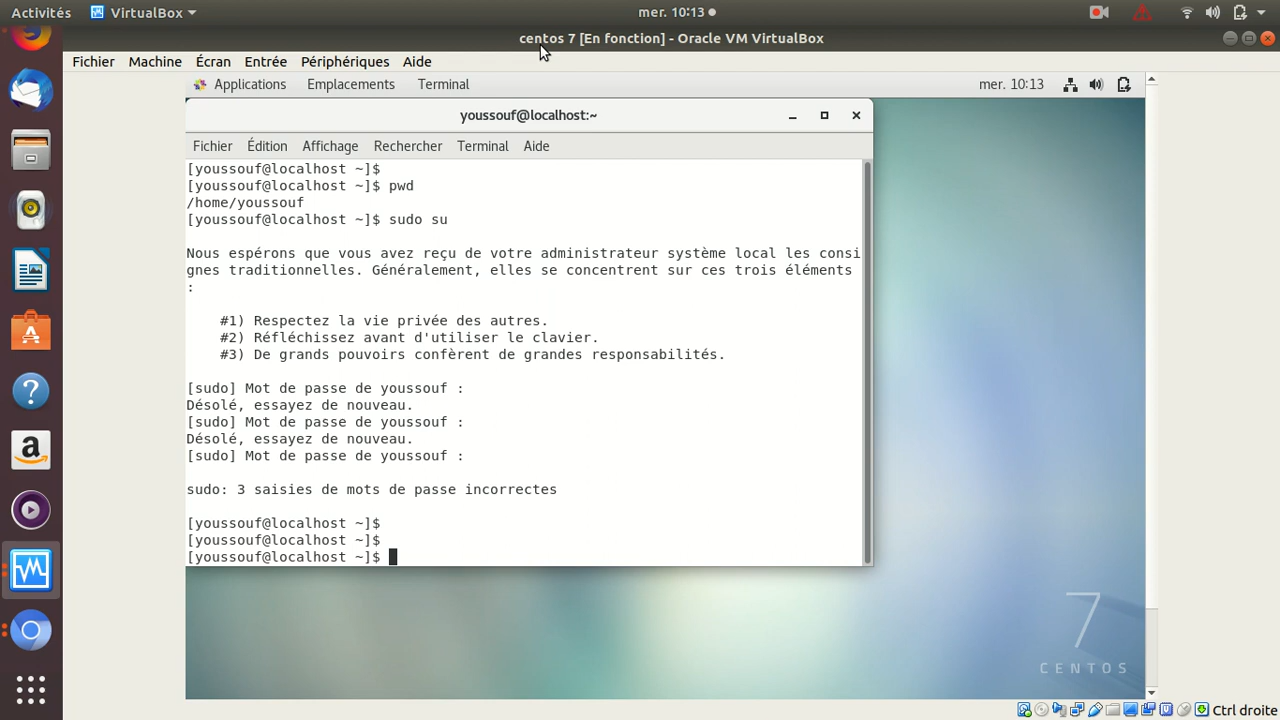 Activités VirtualBox mer. 10:13
centos 7 [En fonction] - Oracle VM VirtualBox
Fichier Machine Écran Entrée Périphériques Aide
Applications Emplacements Terminal mer. 10:13
youssouf@localhost:~
Fichier Édition Affichage Rechercher Terminal Aide
[youssouf@localhost ~]$
[youssouf@localhost ~]$ pwd
/home/youssouf
[youssouf@localhost ~]$ sudo su
Nous espérons que vous avez reçu de votre administrateur système local les consi
gnes traditionnelles. Généralement, elles se concentrent sur ces trois éléments
:
#1) Respectez la vie privée des autres.
#2) Réfléchissez avant d'utiliser le clavier.
#3) De grands pouvoirs confèrent de grandes responsabilités.
[sudo] Mot de passe de youssouf :
Désolé, essayez de nouveau.
[sudo] Mot de passe de youssouf :
Désolé, essayez de nouveau.
[sudo] Mot de passe de youssouf :
sudo: 3 saisies de mots de passe incorrectes
[youssouf@localhost ~]$
[youssouf@localhost ~]$
[youssouf@localhost ~]$
7
CENTOS
Ctrl droite